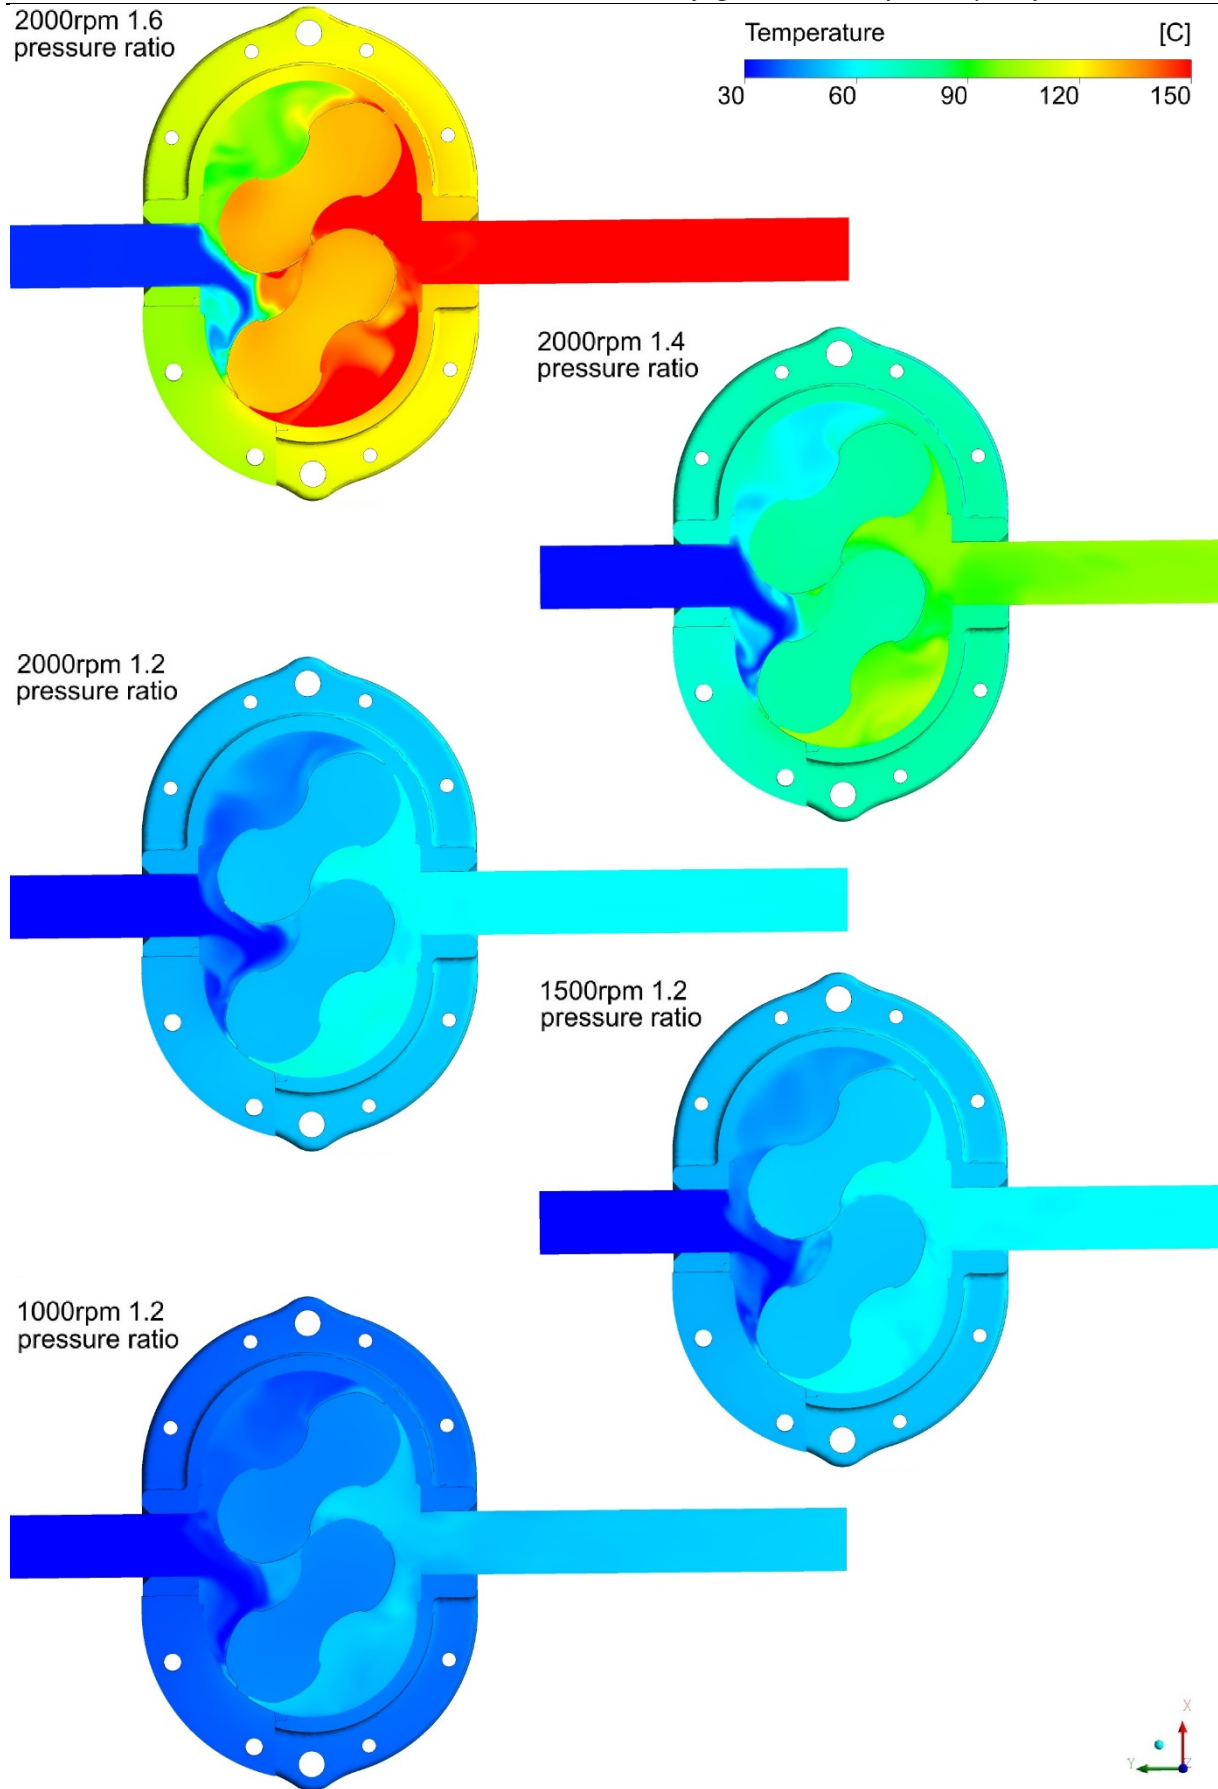 2000rpm 1.6
pressure ratio
Temperature [C]
30 60 90 120 150
2000rpm 1.4
pressure ratio
2000rpm 1.2
pressure ratio
1500rpm 1.2
pressure ratio
1000rpm 1.2
pressure ratio
X
Y
Z